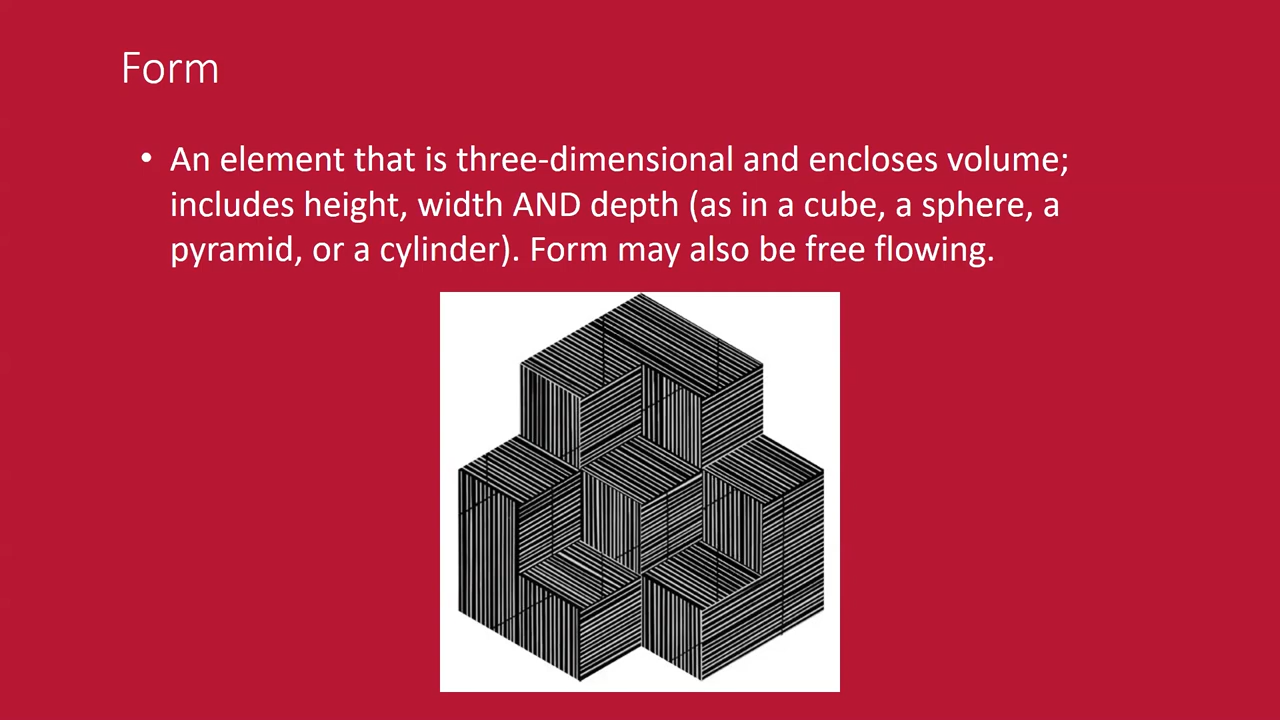 Form
• An element that is three-dimensional and encloses volume;
includes height, width AND depth (as in a cube, a sphere, a
pyramid, or a cylinder). Form may also be free flowing.